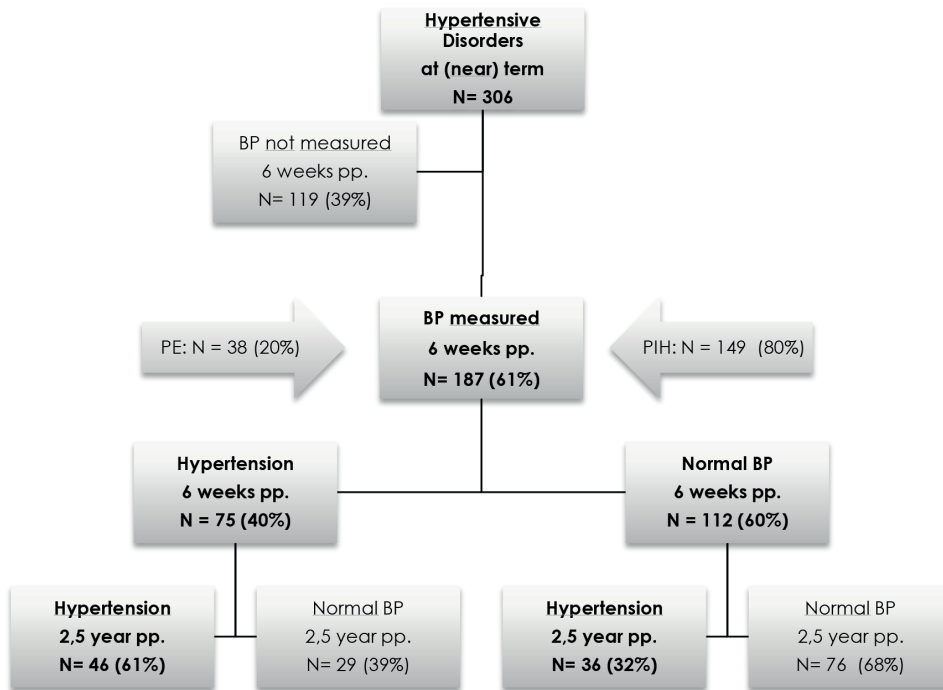 Hypertensive
Disorders
at (near) term
N= 306
BP not measured
6 weeks pp.
N= 119 (39%)
PE: N = 38 (20%)
BP measured
6 weeks pp.
N= 187 (61%)
PIH: N = 149 (80%)
Hypertension
6 weeks pp.
N = 75 (40%)
Normal BP
6 weeks pp.
N = 112 (60%)
Hypertension
2,5 year pp.
N= 46 (61%)
Normal BP
2,5 year pp.
N= 29 (39%)
Hypertension
2,5 year pp.
N= 36 (32%)
Normal BP
2,5 year pp.
N= 76 (68%)